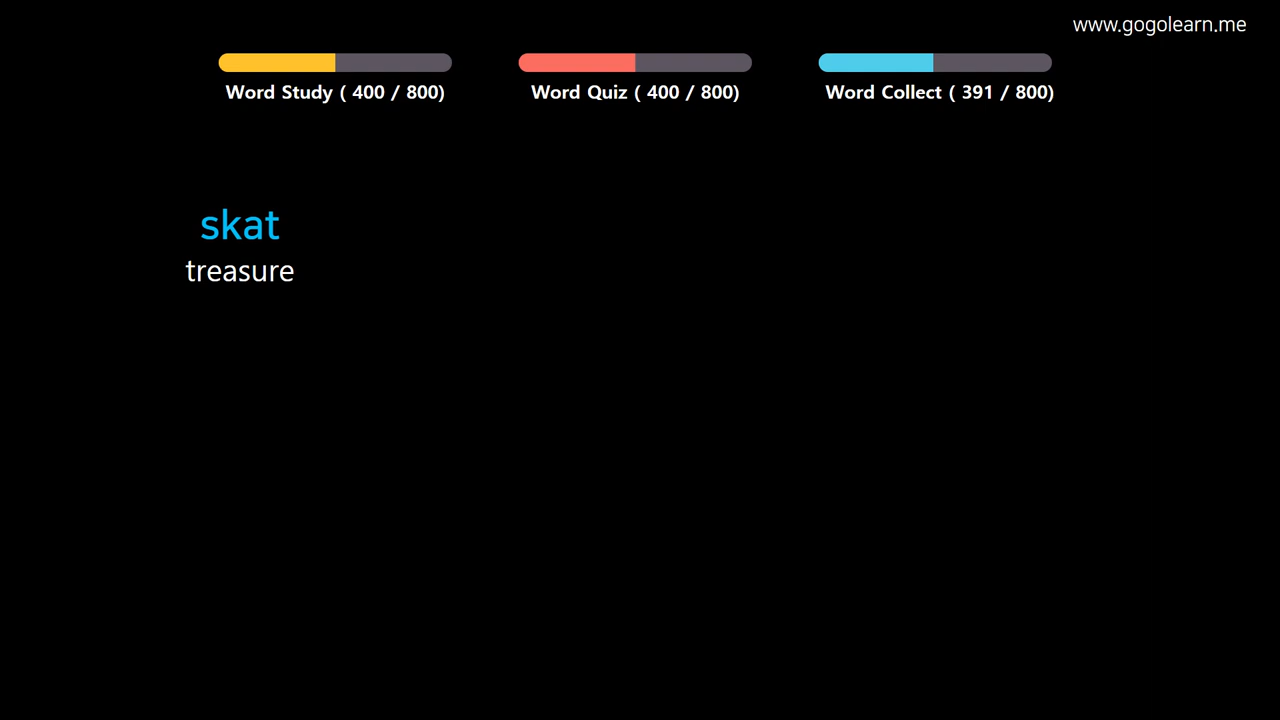 www.gogolearn.me
Word Study ( 400 / 800)
Word Quiz ( 400 / 800)
Word Collect ( 391 / 800)
skat
treasure